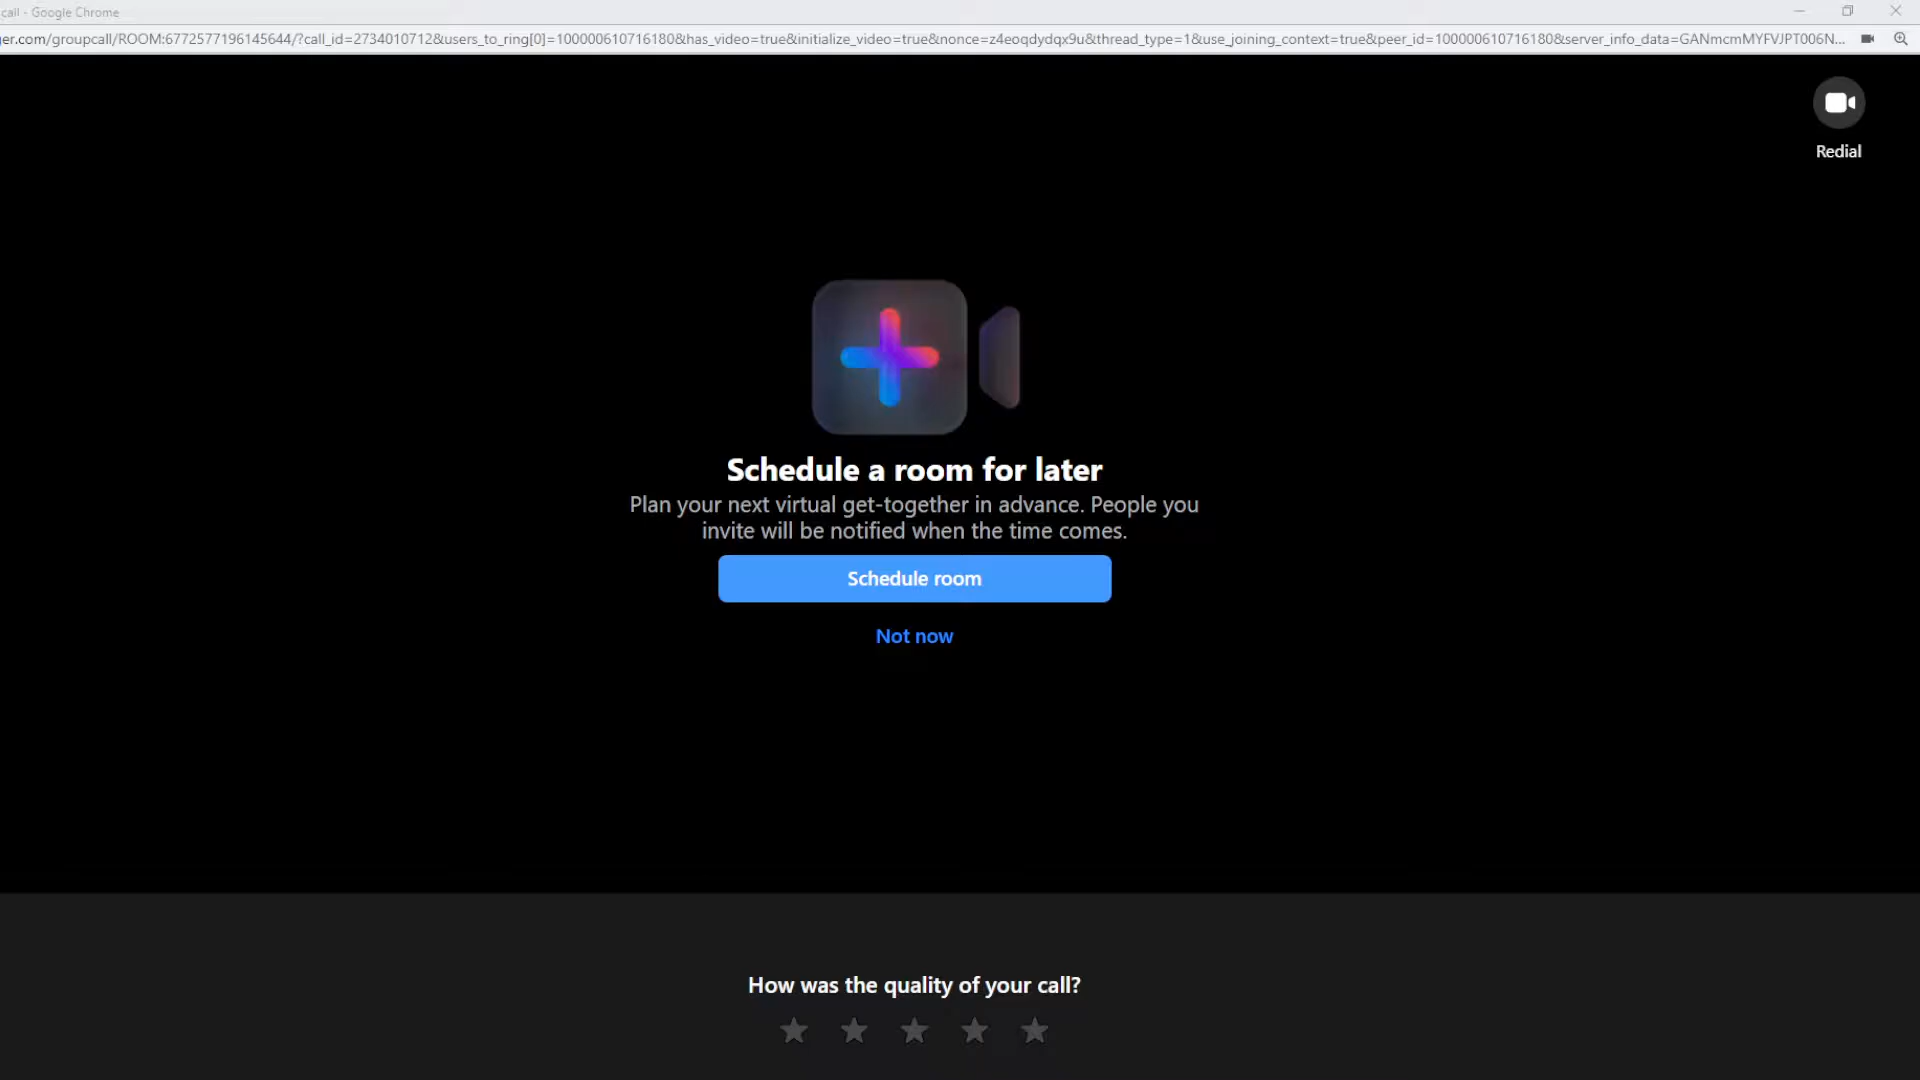 call - Google Chrome
er.com/groupcall/ROOM:6772577196145644/?call_id=2734010712&users_to_ring[0]=100000610716180&has_video=true&initialize_video=true&nonce=z4eoqdydqx9u&thread_type=1&use_joining_context=true&peer_id=100000610716180&server_info_data=GANmcmMYFVJPT006N...
Redial
Schedule a room for later
Plan your next virtual get-together in advance. People you
invite will be notified when the time comes.
Schedule room
Not now
How was the quality of your call?